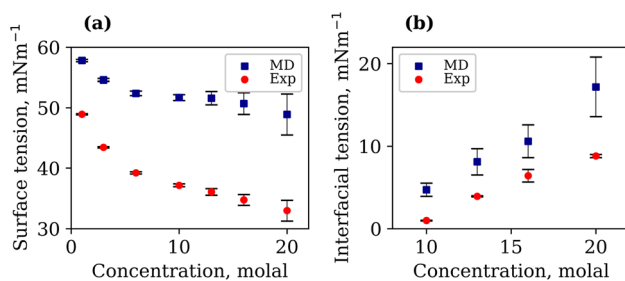 (a)
Surface tension, mNm⁻¹
60
50
40
30
MD
Exp
0
10
20
Concentration, molal
(b)
Interfacial tension, mNm⁻¹
20
10
0
MD
Exp
10
15
20
Concentration, molal